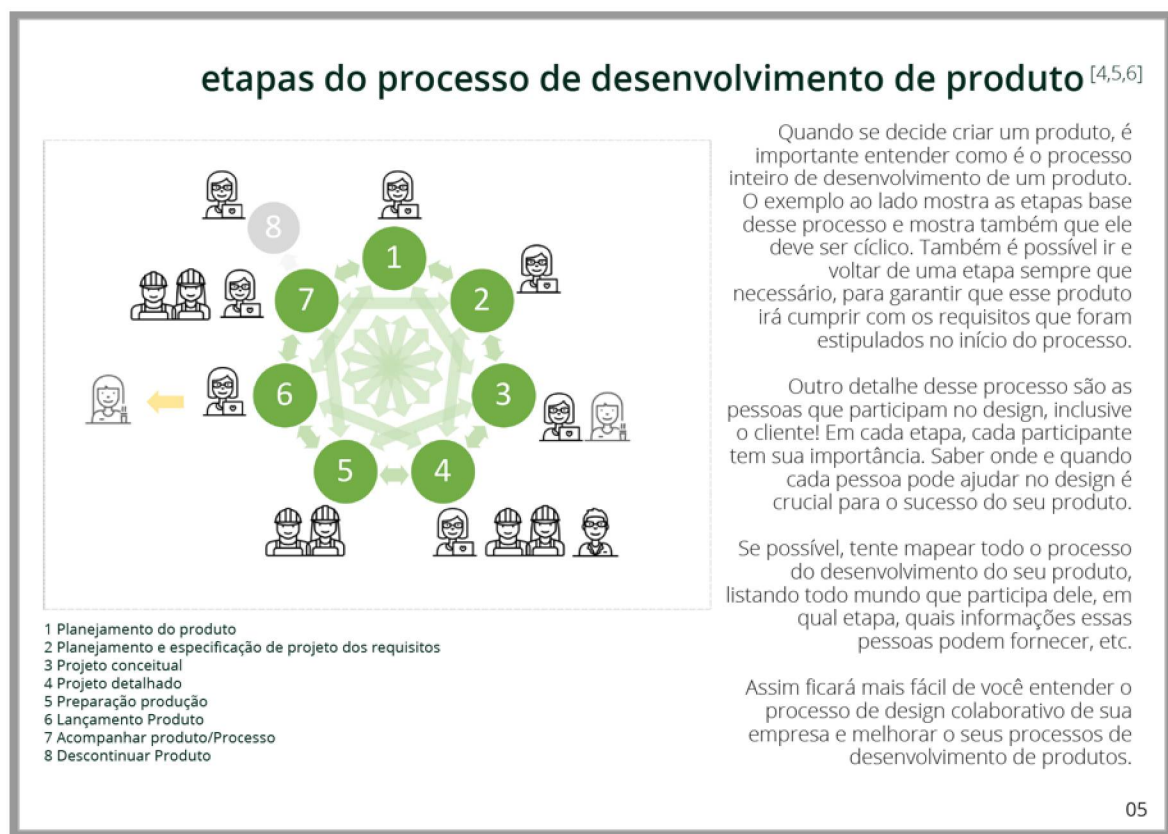 etapas do processo de desenvolvimento de produto [4,5,6]
8
1
7
2
6
3
5
4
1 Planejamento do produto
2 Planejamento e especificação de projeto dos requisitos
3 Projeto conceitual
4 Projeto detalhado
5 Preparação produção
6 Lançamento Produto
7 Acompanhar produto/Processo
8 Descontinuar Produto
Quando se decide criar um produto, é
importante entender como é o processo
inteiro de desenvolvimento de um produto.
O exemplo ao lado mostra as etapas base
desse processo e mostra também que ele
deve ser cíclico. Também é possível ir e
voltar de uma etapa sempre que
necessário, para garantir que esse produto
irá cumprir com os requisitos que foram
estipulados no início do processo.
Outro detalhe desse processo são as
pessoas que participam no design, inclusive
o cliente! Em cada etapa, cada participante
tem sua importância. Saber onde e quando
cada pessoa pode ajudar no design é
crucial para o sucesso do seu produto.
Se possível, tente mapear todo o processo
do desenvolvimento do seu produto,
listando todo mundo que participa dele, em
qual etapa, quais informações essas
pessoas podem fornecer, etc.
Assim ficará mais fácil de você entender o
processo de design colaborativo de sua
empresa e melhorar o seus processos de
desenvolvimento de produtos.
05